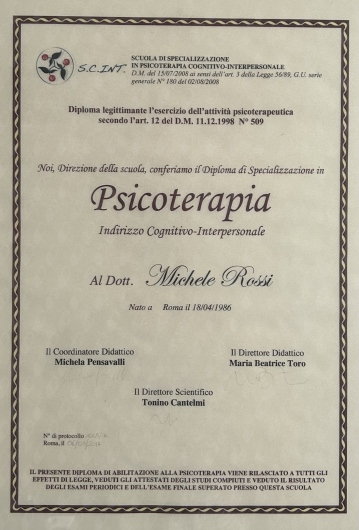 S.C.INT.
SCUOLA DI SPECIALIZZAZIONE
IN PSICOTERAPIA COGNITIVO-INTERPERSONALE
D.M. del 15/07/2008 ai sensi dell'art. 3 della Legge 56/89, G.U. serie
generale N° 180 del 02/08/2008
Diploma legittimante l'esercizio dell'attività psicoterapeutica
secondo l'art. 12 del D.M. 11.12.1998 N° 509
Noi, Direzione della scuola, conferiamo il Diploma di Specializzazione in
Psicoterapia
Indirizzo Cognitivo-Interpersonale
Al Dott. Michele Rossi
Nato a Roma il 18/04/1986
Il Coordinatore Didattico
Michela Pensavalli
Il Direttore Didattico
Maria Beatrice Toro
Il Direttore Scientifico
Tonino Cantelmi
N° di protocollo
Roma, il
IL PRESENTE DIPLOMA DI ABILITAZIONE ALLA PSICOTERAPIA VIENE RILASCIATO A TUTTI GLI
EFFETTI DI LEGGE, VEDUTI GLI ATTESTATI DEGLI STUDI COMPIUTI E VEDUTO IL RISULTATO
DEGLI ESAMI PERIODICI E DELL'ESAME FINALE SUPERATO PRESSO QUESTA SCUOLA